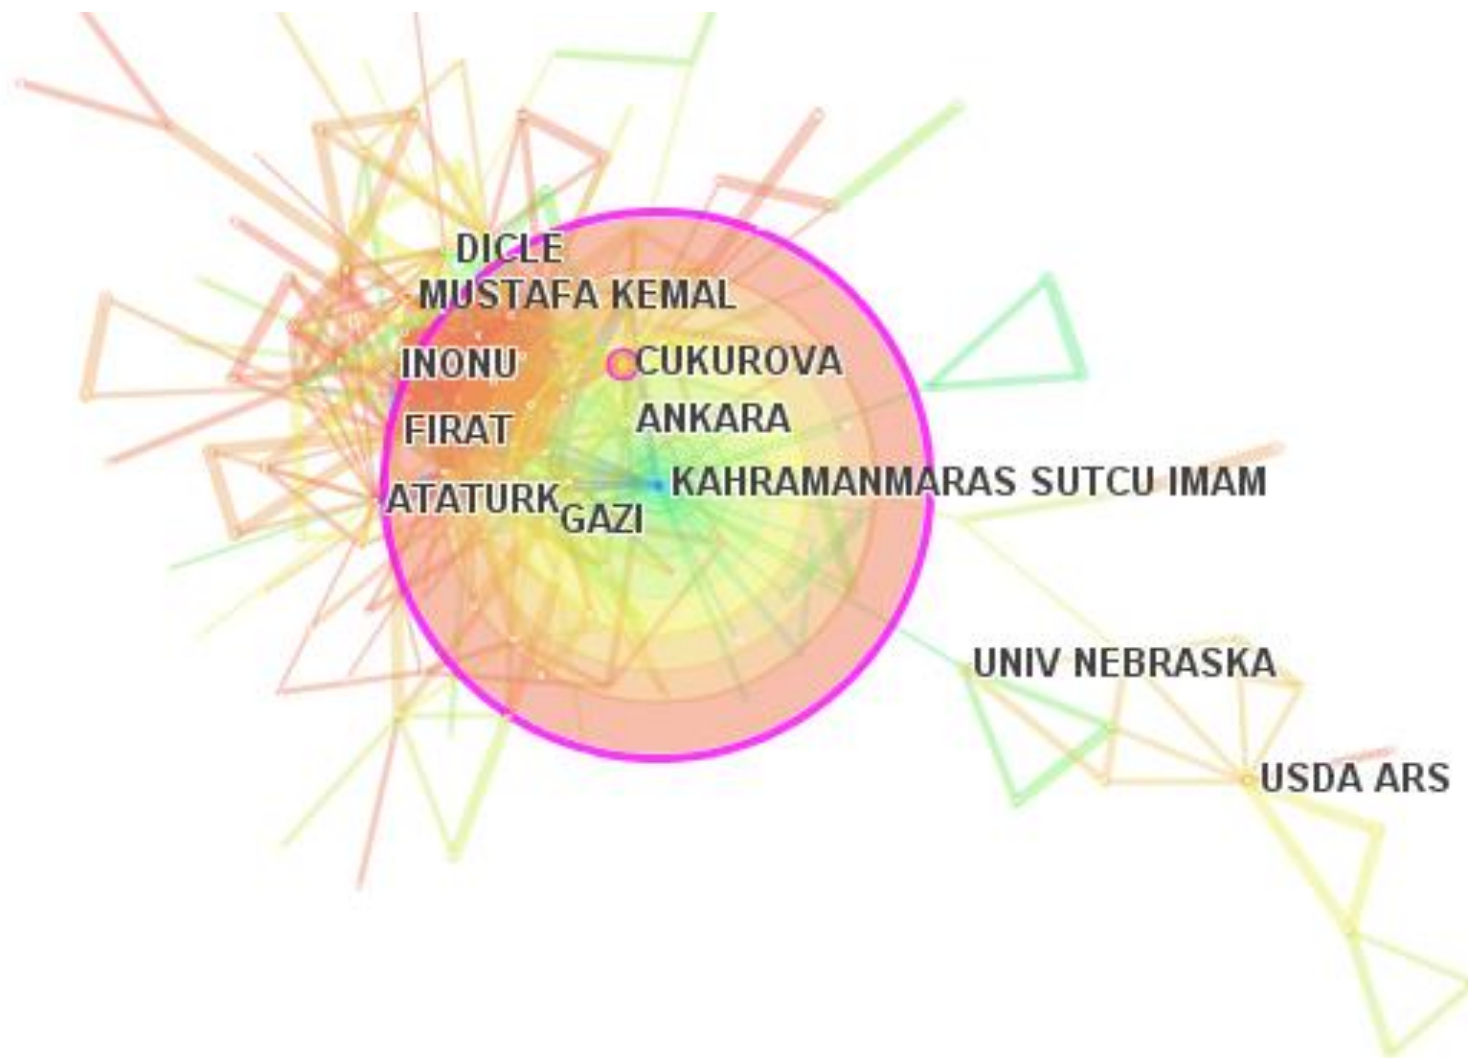 DICLE
MUSTAFA KEMAL
INONU
CUKUROVA
ANKARA
FIRAT
KAHRAMANMARAS SUTCU IMAM
ATATURK
GAZI
UNIV NEBRASKA
USDA ARS